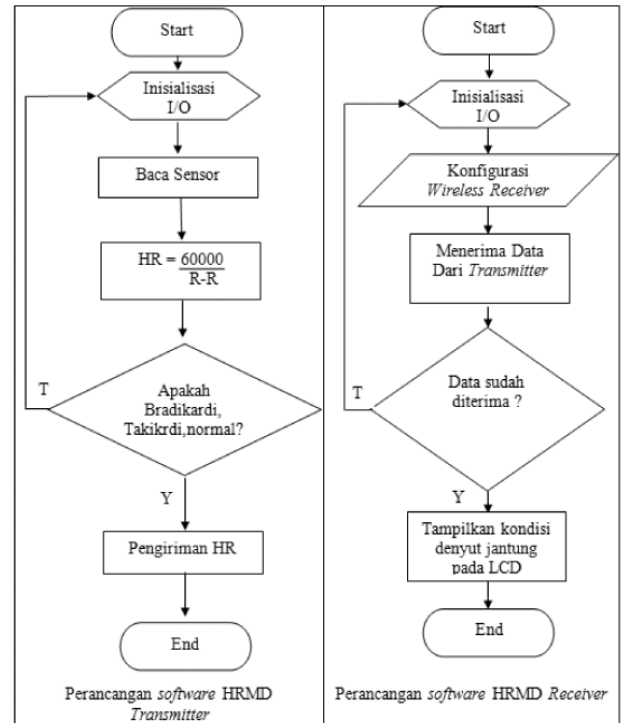 Start
Inisialisasi
I/O
Baca Sensor
HR = 60000
R-R
T
Apakah
Bradikardi,
Takikrdi,normal?
Y
Pengiriman HR
End
Perancangan software HRMD
Transmitter
Start
Inisialisasi
I/O
Konfigurasi
Wireless Receiver
Menerima Data
Dari Transmitter
T
Data sudah
diterima ?
Y
Tampilkan kondisi
denyut jantung
pada LCD
End
Perancangan software HRMD Receiver